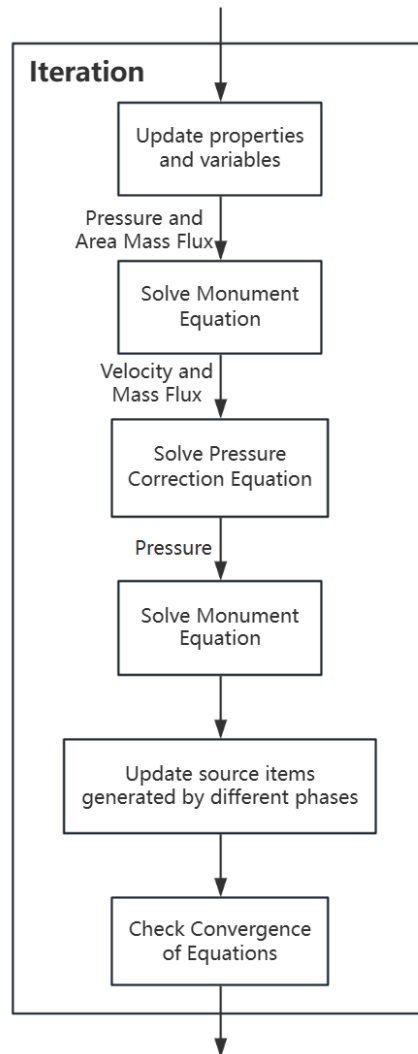 Iteration
Update properties
and variables
Pressure and
Area Mass Flux
Solve Monument
Equation
Velocity and
Mass Flux
Solve Pressure
Correction Equation
Pressure
Solve Monument
Equation
Update source items
generated by different phases
Check Convergence
of Equations